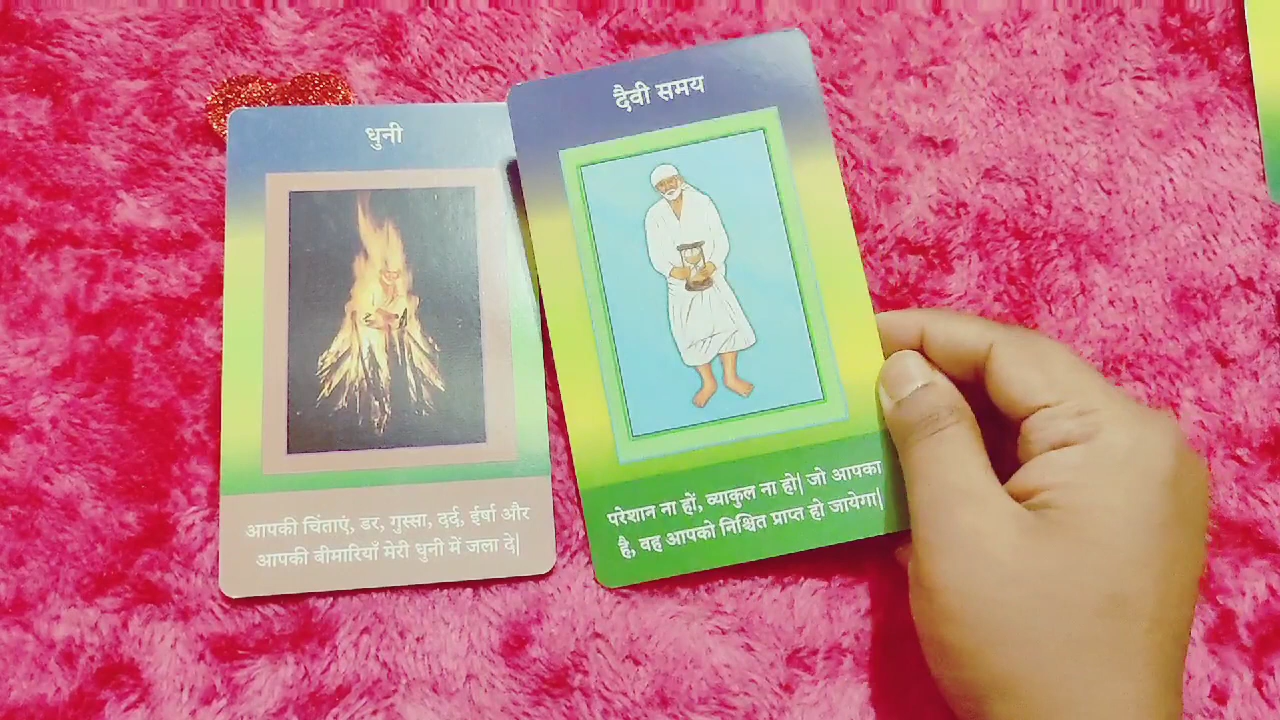 धुनी
आपकी चिंताएं, डर, गुस्सा, दर्द, ईर्षा और
आपकी बीमारियाँ मेरी धुनी में जला दे|
दैवी समय
परेशान ना हों, व्याकुल ना हो| जो आपका
है, वह आपको निश्चित प्राप्त हो जायेगा|